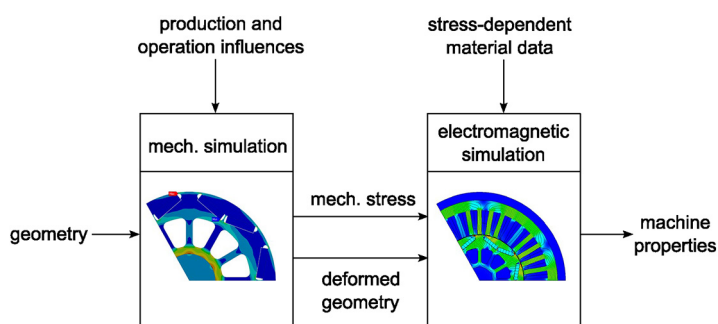 production and
operation influences
stress-dependent
material data
mech. simulation
electromagnetic
simulation
geometry
mech. stress
deformed
geometry
machine
properties